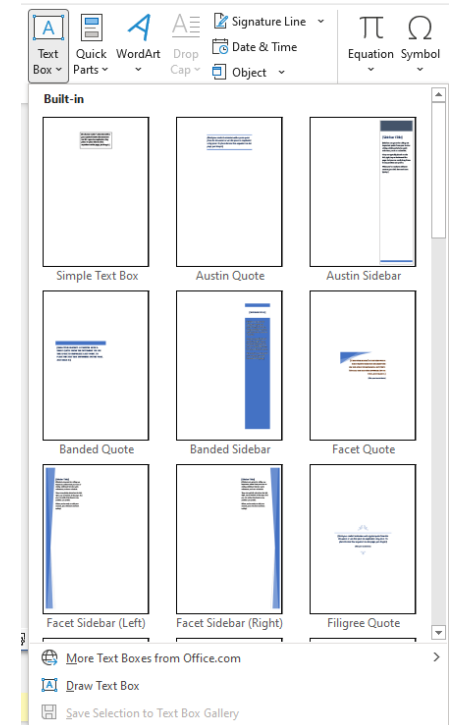 Signature Line
Date & Time
Object
Text Box
Quick Parts
WordArt
Drop Cap
Equation
Symbol
Built-in
Simple Text Box
Austin Quote
Austin Sidebar
Banded Quote
Banded Sidebar
Facet Quote
Facet Sidebar (Left)
Facet Sidebar (Right)
Filigree Quote
More Text Boxes from Office.com
Draw Text Box
Save Selection to Text Box Gallery